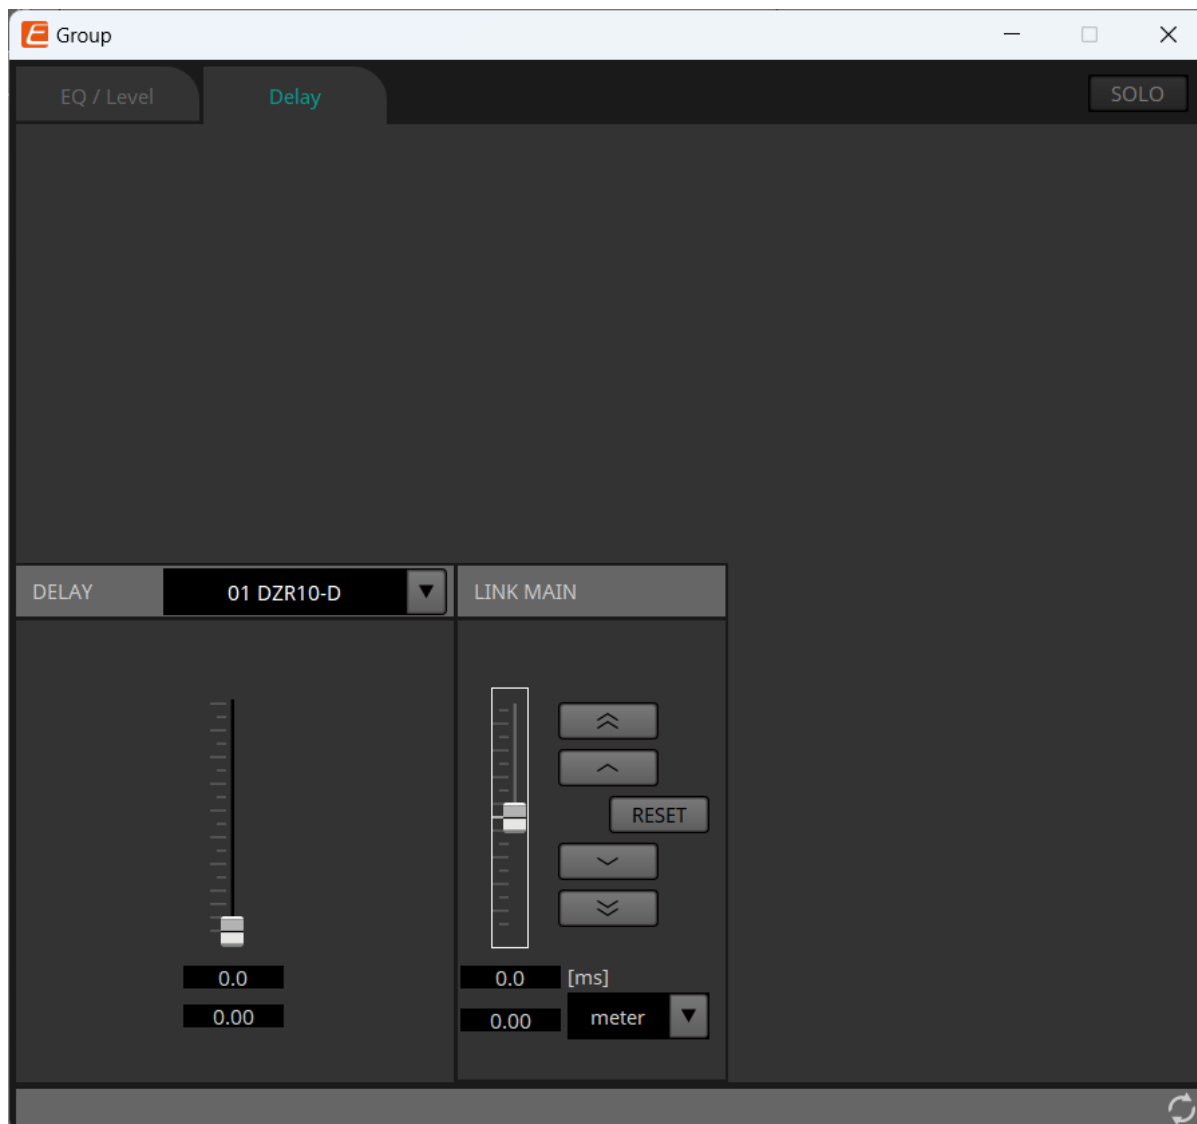 Group
EQ / Level
Delay
SOLO
DELAY
01 DZR10-D
LINK MAIN
RESET
0.0
0.00
0.0
[ms]
0.00
meter